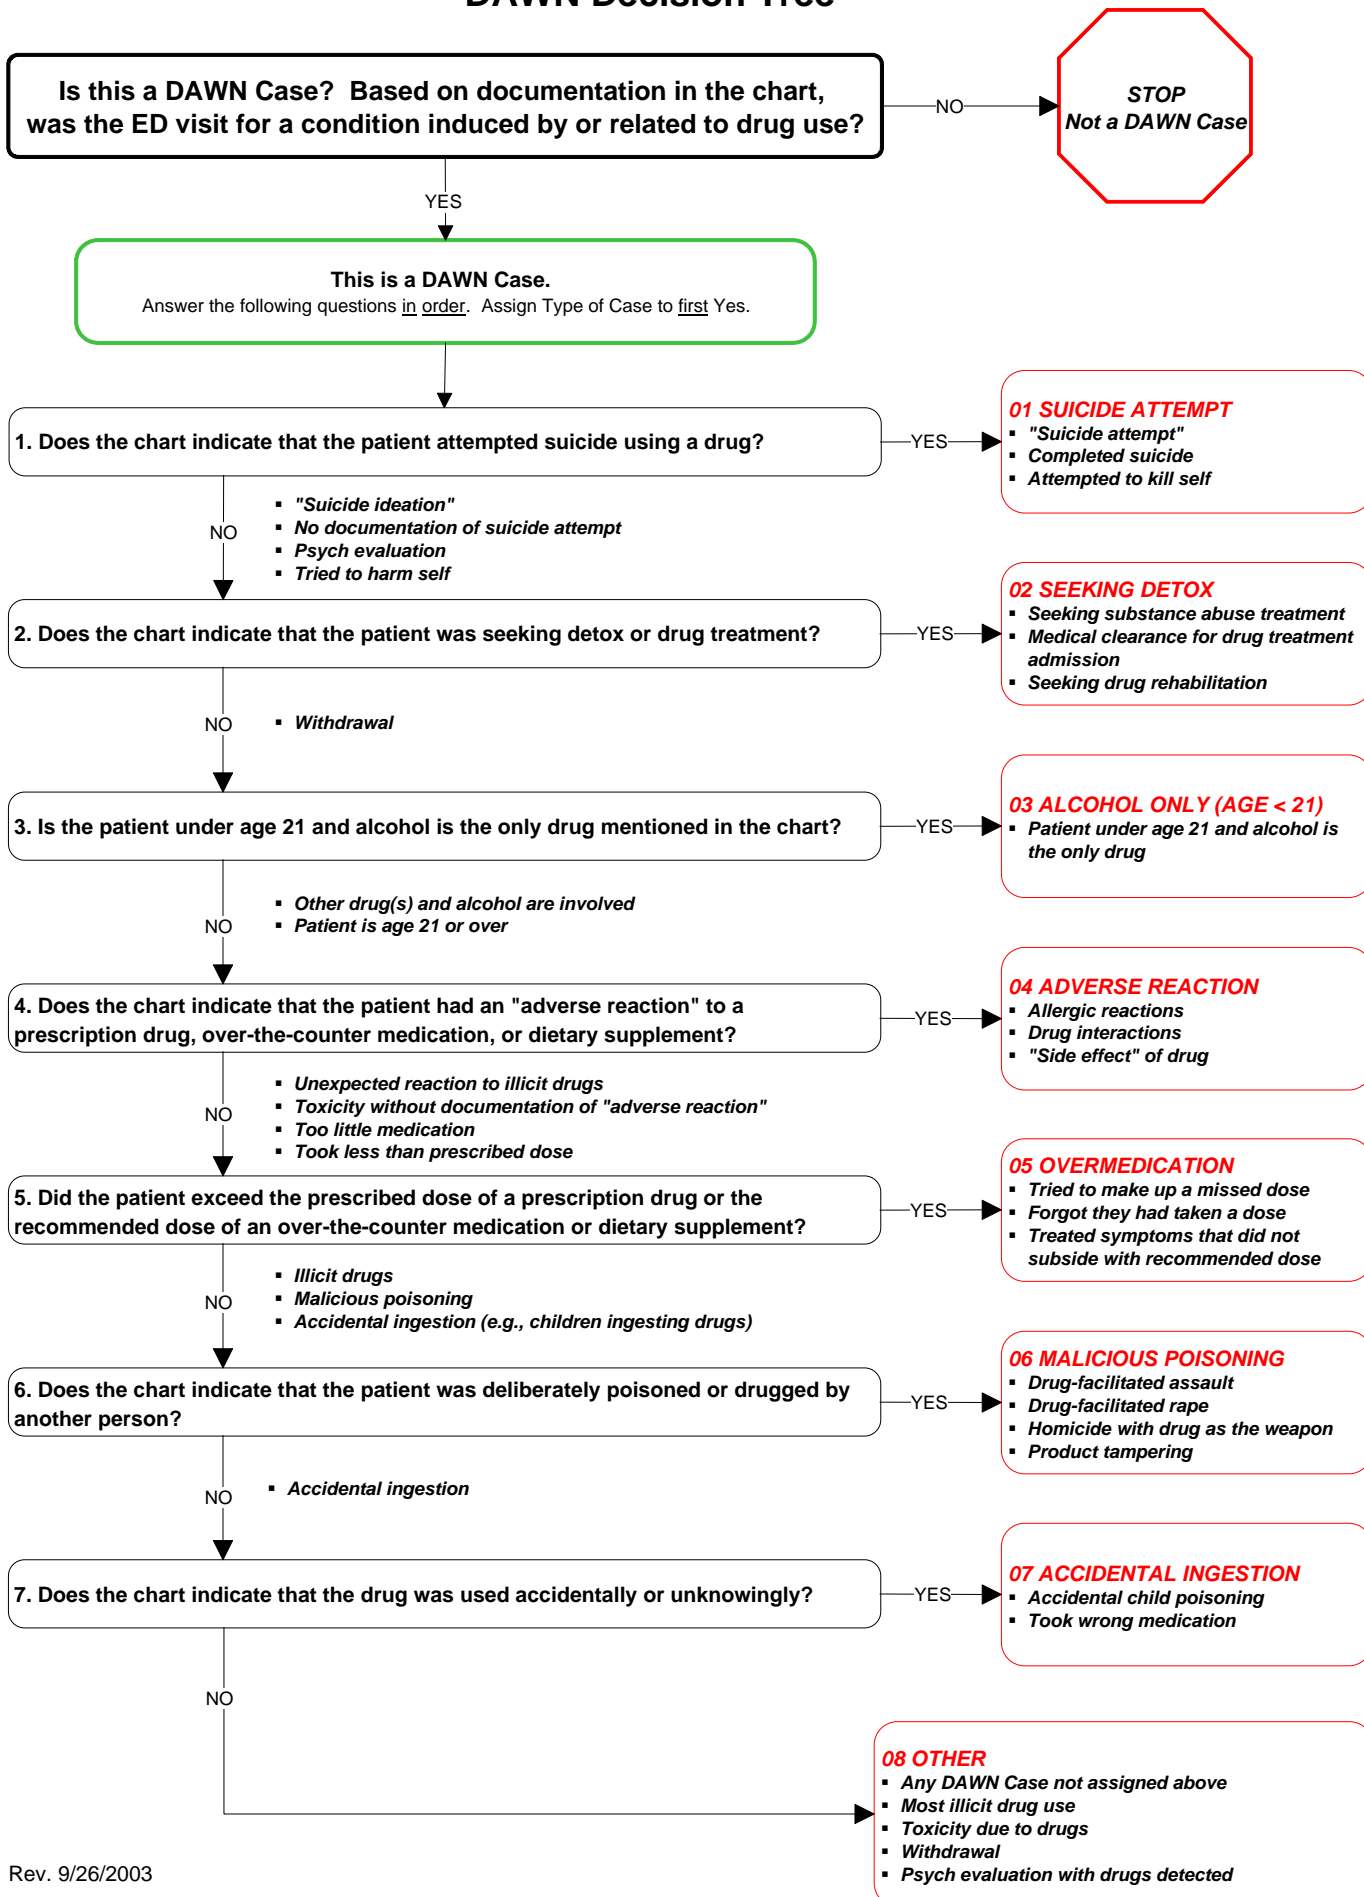 DAWN Decision Tree
Is this a DAWN Case?  Based on documentation in the chart,
was the ED visit for a condition induced by or related to drug use?
NO
STOP
Not a DAWN Case
YES
This is a DAWN Case.
Answer the following questions in order.  Assign Type of Case to first Yes.
1. Does the chart indicate that the patient attempted suicide using a drug?
YES
01 SUICIDE ATTEMPT
▪ "Suicide attempt"
▪ Completed suicide
▪ Attempted to kill self
NO
▪ "Suicide ideation"
▪ No documentation of suicide attempt
▪ Psych evaluation
▪ Tried to harm self
2. Does the chart indicate that the patient was seeking detox or drug treatment?
YES
02 SEEKING DETOX
▪ Seeking substance abuse treatment
▪ Medical clearance for drug treatment
admission
▪ Seeking drug rehabilitation
NO
▪ Withdrawal
3. Is the patient under age 21 and alcohol is the only drug mentioned in the chart?
YES
03 ALCOHOL ONLY (AGE < 21)
▪ Patient under age 21 and alcohol is
the only drug
NO
▪ Other drug(s) and alcohol are involved
▪ Patient is age 21 or over
4. Does the chart indicate that the patient had an "adverse reaction" to a
prescription drug, over-the-counter medication, or dietary supplement?
YES
04 ADVERSE REACTION
▪ Allergic reactions
▪ Drug interactions
▪ "Side effect" of drug
NO
▪ Unexpected reaction to illicit drugs
▪ Toxicity without documentation of "adverse reaction"
▪ Too little medication
▪ Took less than prescribed dose
5. Did the patient exceed the prescribed dose of a prescription drug or the
recommended dose of an over-the-counter medication or dietary supplement?
YES
05 OVERMEDICATION
▪ Tried to make up a missed dose
▪ Forgot they had taken a dose
▪ Treated symptoms that did not
subside with recommended dose
NO
▪ Illicit drugs
▪ Malicious poisoning
▪ Accidental ingestion (e.g., children ingesting drugs)
6. Does the chart indicate that the patient was deliberately poisoned or drugged by
another person?
YES
06 MALICIOUS POISONING
▪ Drug-facilitated assault
▪ Drug-facilitated rape
▪ Homicide with drug as the weapon
▪ Product tampering
NO
▪ Accidental ingestion
7. Does the chart indicate that the drug was used accidentally or unknowingly?
YES
07 ACCIDENTAL INGESTION
▪ Accidental child poisoning
▪ Took wrong medication
NO
08 OTHER
▪ Any DAWN Case not assigned above
▪ Most illicit drug use
▪ Toxicity due to drugs
▪ Withdrawal
▪ Psych evaluation with drugs detected
Rev. 9/26/2003